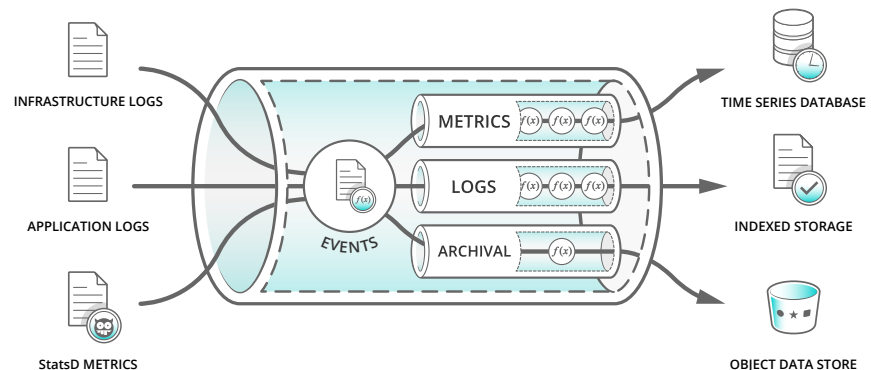 INFRASTRUCTURE LOGS
APPLICATION LOGS
StatsD METRICS
f(x)
EVENTS
METRICS f(x) f(x) f(x)
LOGS f(x) f(x) f(x)
ARCHIVAL f(x)
TIME SERIES DATABASE
INDEXED STORAGE
OBJECT DATA STORE